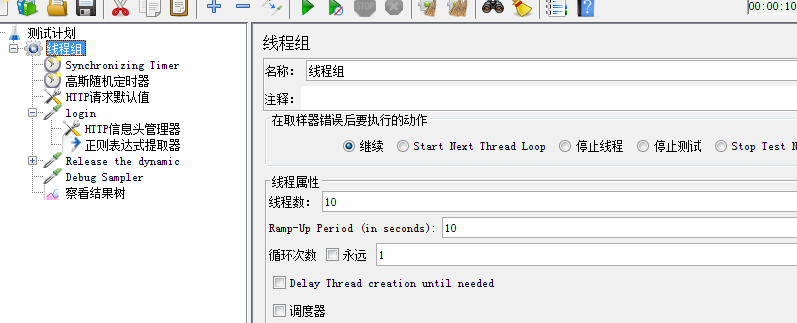 00:00:10
测试计划
线程组
Synchronizing Timer
高斯随机定时器
HTTP请求默认值
login
HTTP信息头管理器
正则表达式提取器
Release the dynamic
Debug Sampler
察看结果树
线程组
名称： 线程组
注释：
在取样器错误后要执行的动作
继续 Start Next Thread Loop 停止线程 停止测试 Stop Test N
线程属性
线程数： 10
Ramp-Up Period (in seconds): 10
循环次数 永远 1
Delay Thread creation until needed
调度器